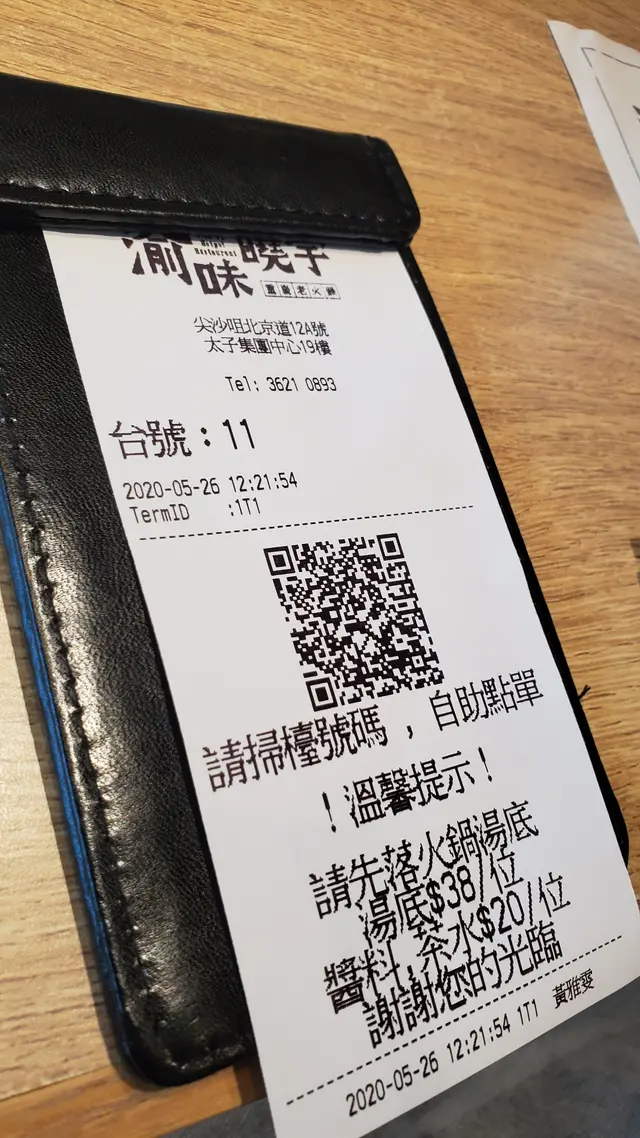 渝味曉宇
Restaurant
重慶老火鍋
尖沙咀北京道12A號
太子集團中心19樓
Tel: 3621 0893
台號：11
2020-05-26 12:21:54
TermID :1T1
請掃檯號碼，自助點單
！溫馨提示！
請先落火鍋湯底
湯底$38/位
醬料,茶水$20/位
謝謝您的光臨
2020-05-26 12:21:54 1T1 黃雅雯